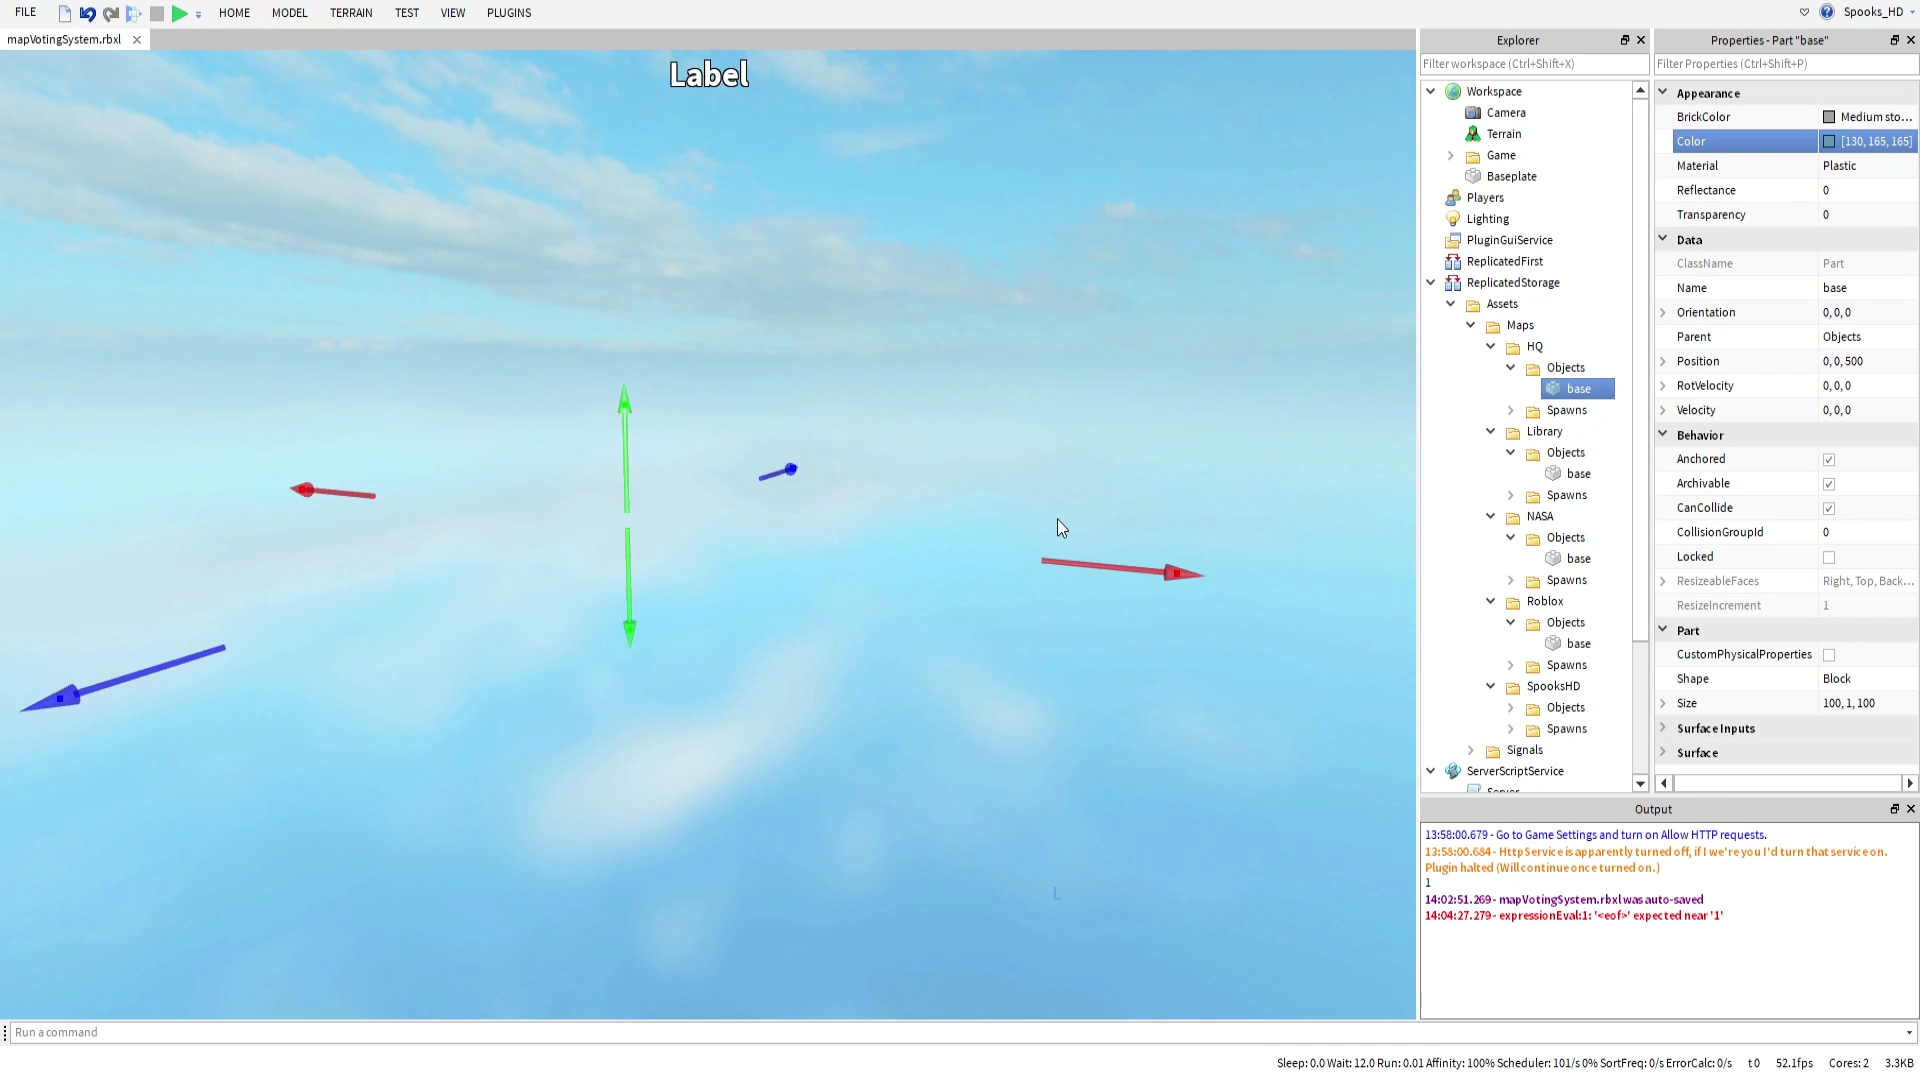 FILE HOME MODEL TERRAIN TEST VIEW PLUGINS Spooks_HD
mapVotingSystem.rbxl
Label
Explorer
Filter workspace (Ctrl+Shift+X)
Workspace
Camera
Terrain
Game
Baseplate
Players
Lighting
PluginGuiService
ReplicatedFirst
ReplicatedStorage
Assets
Maps
HQ
Objects
base
Spawns
Library
Objects
base
Spawns
NASA
Objects
base
Spawns
Roblox
Objects
base
Spawns
SpooksHD
Objects
Spawns
Signals
ServerScriptService
Server
Properties - Part "base"
Filter Properties (Ctrl+Shift+P)
Appearance
BrickColor Medium sto...
Color [130, 165, 165]
Material Plastic
Reflectance 0
Transparency 0
Data
ClassName Part
Name base
Orientation 0, 0, 0
Parent Objects
Position 0, 0, 500
RotVelocity 0, 0, 0
Velocity 0, 0, 0
Behavior
Anchored
Archivable
CanCollide
CollisionGroupId 0
Locked
ResizeableFaces Right, Top, Back...
ResizeIncrement 1
Part
CustomPhysicalProperties
Shape Block
Size 100, 1, 100
Surface Inputs
Surface
Output
13:58:00.679 - Go to Game Settings and turn on Allow HTTP requests.
13:58:00.684 - HttpService is apparently turned off, if I we're you I'd turn that service on.
Plugin halted (Will continue once turned on.)
1
14:02:51.269 - mapVotingSystem.rbxl was auto-saved
14:04:27.279 - expressionEval:1: '<eof>' expected near '1'
Run a command
Sleep: 0.0 Wait: 12.0 Run: 0.01 Affinity: 100% Scheduler: 101/s 0% SortFreq: 0/s ErrorCalc: 0/s t 0 52.1fps Cores: 2 3.3KB